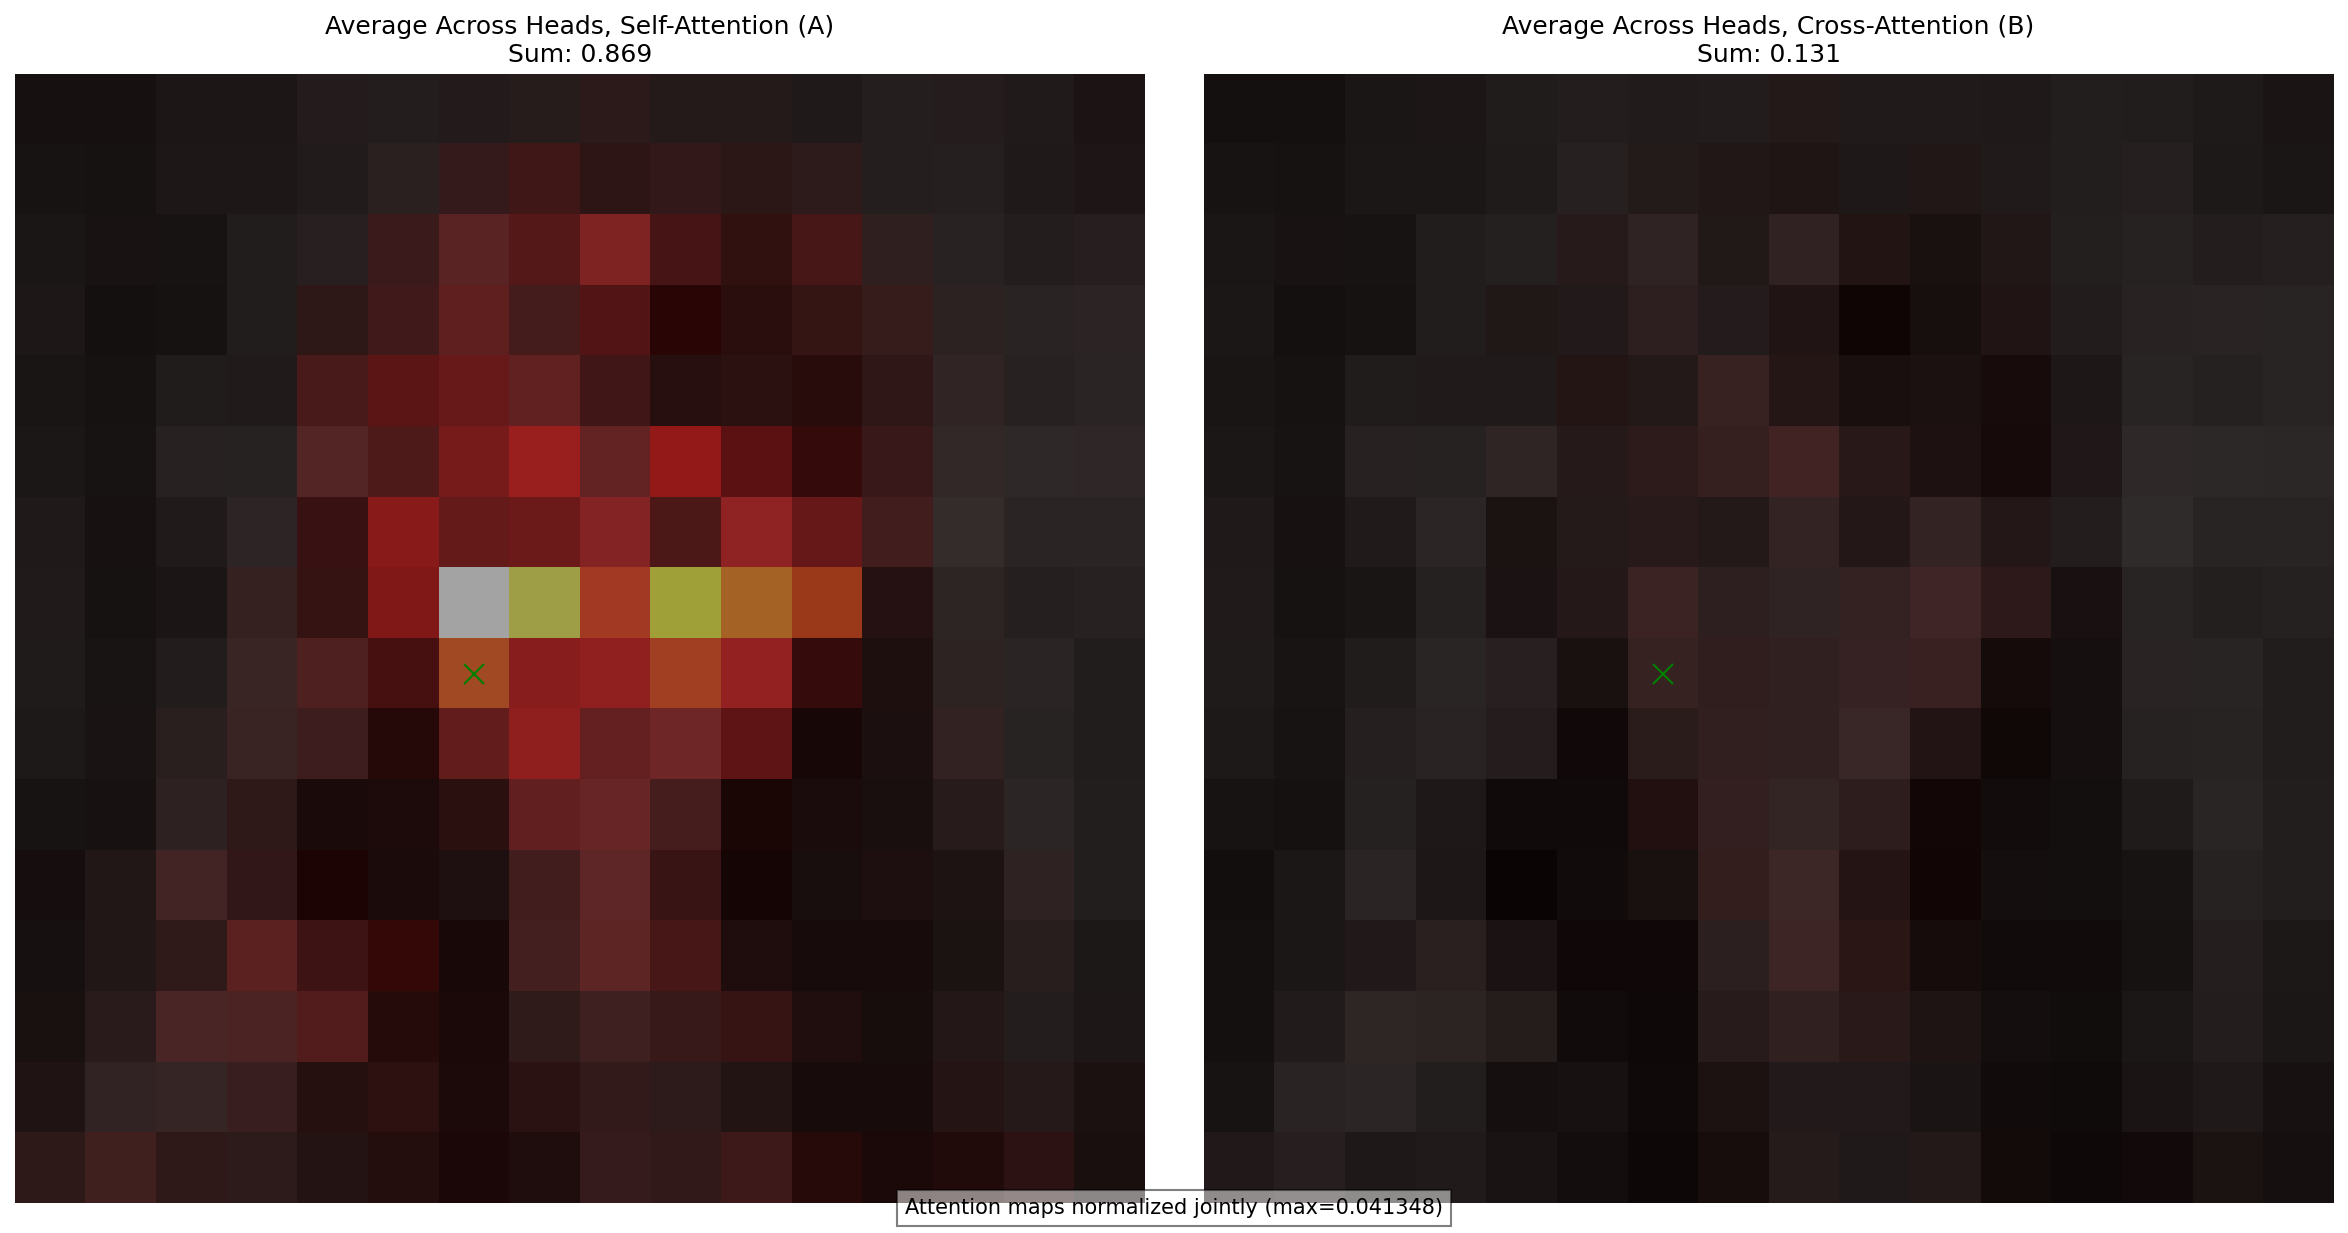 Average Across Heads, Self-Attention (A)
Sum: 0.869
Average Across Heads, Cross-Attention (B)
Sum: 0.131
Attention maps normalized jointly (max=0.041348)